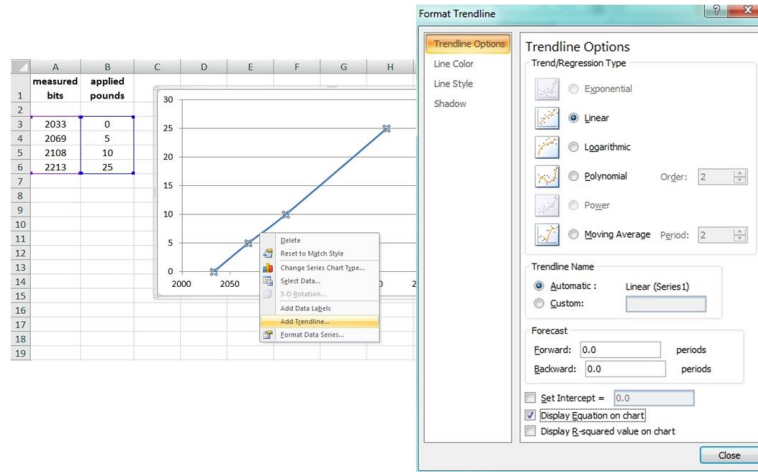 A B C D E F G H
1 measured bits applied pounds
2
3 2033 0
4 2069 5
5 2108 10
6 2213 25
7
8
9
10
11
12
13
14
15
16
17
18
19
30
25
20
15
10
5
0
2000 2050
Delete
Reset to Match Style
Change Series Chart Type...
Select Data...
3-D Rotation...
Add Data Labels
Add Trendline...
Format Data Series...
Format Trendline
Trendline Options
Line Color
Line Style
Shadow
Trendline Options
Trend/Regression Type
Exponential
Linear
Logarithmic
Polynomial Order: 2
Power
Moving Average Period: 2
Trendline Name
Automatic : Linear (Series1)
Custom:
Forecast
Forward: 0.0 periods
Backward: 0.0 periods
Set Intercept = 0.0
Display Equation on chart
Display R-squared value on chart
Close